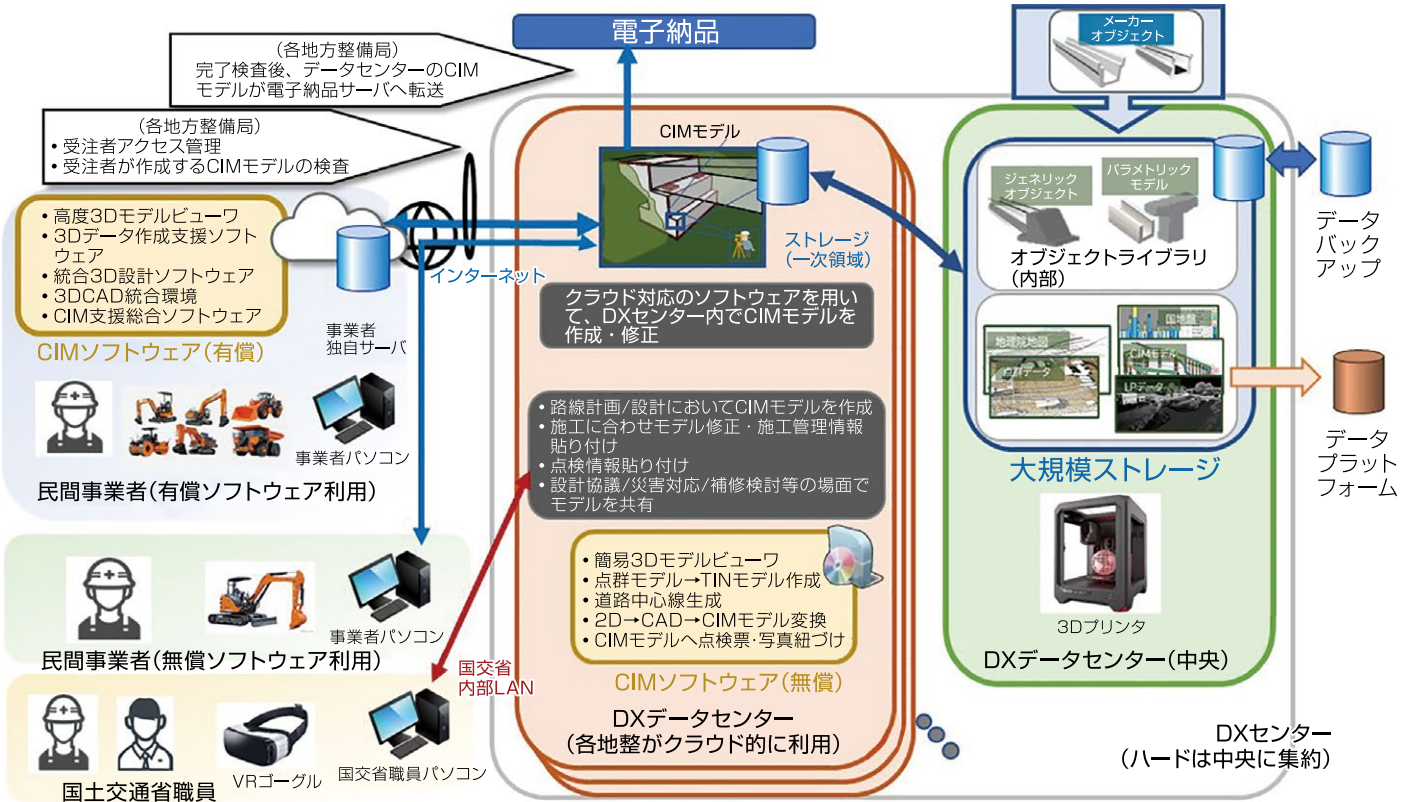 電子納品
(各地方整備局)
完了検査後、データセンターのCIM
モデルが電子納品サーバへ転送
(各地方整備局)
• 受注者アクセス管理
• 受注者が作成するCIMモデルの検査
• 高度3Dモデルビューワ
• 3Dデータ作成支援ソフト
ウェア
• 統合3D設計ソフトウェア
• 3DCAD統合環境
• CIM支援総合ソフトウェア
CIMソフトウェア(有償)
事業者
独自サーバ
インターネット
事業者パソコン
民間事業者(有償ソフトウェア利用)
事業者パソコン
民間事業者(無償ソフトウェア利用)
国交省
内部LAN
VRゴーグル
国交省職員パソコン
国土交通省職員
CIMモデル
ストレージ
(一次領域)
クラウド対応のソフトウェアを用い
て、DXセンター内でCIMモデルを
作成・修正
• 路線計画/設計においてCIMモデルを作成
• 施工に合わせモデル修正・施工管理情報
貼り付け
• 点検情報貼り付け
• 設計協議/災害対応/補修検討等の場面で
モデルを共有
• 簡易3Dモデルビューワ
• 点群モデル→TINモデル作成
• 道路中心線生成
• 2D→CAD→CIMモデル変換
• CIMモデルへ点検票・写真紐づけ
CIMソフトウェア(無償)
DXデータセンター
(各地整がクラウド的に利用)
メーカー
オブジェクト
ジェネリック
オブジェクト
パラメトリック
モデル
オブジェクトライブラリ
(内部)
地理院地図
点群データ
国地盤
CIMモデル
LPデータ
大規模ストレージ
3Dプリンタ
DXデータセンター(中央)
データ
バック
アップ
データ
プラット
フォーム
DXセンター
(ハードは中央に集約)